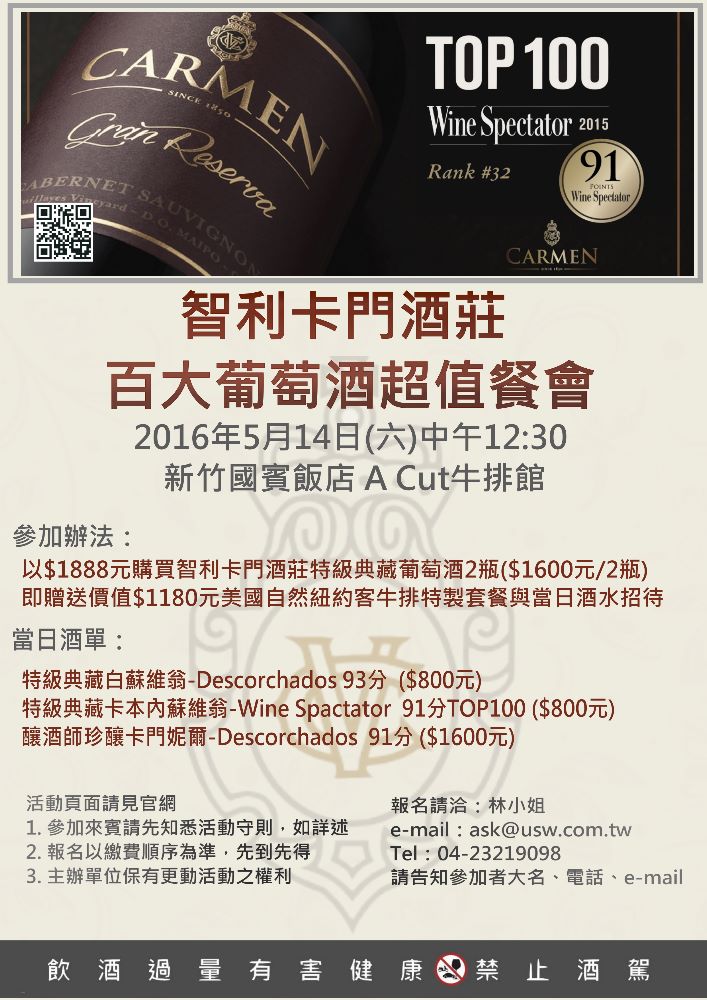 CARMEN
SINCE 1850
Gran Reserva
CABERNET SAUVIGNON
D.O. MAIPO
TOP 100
Wine Spectator 2015
Rank #32
91
POINTS
Wine Spectator
CARMEN
SINCE 1850
智利卡門酒莊
百大葡萄酒超值餐會
2016年5月14日(六)中午12:30
新竹國賓飯店 A Cut牛排館
參加辦法：
以$1888元購買智利卡門酒莊特級典藏葡萄酒2瓶($1600元/2瓶)
即贈送價值$1180元美國自然紐約客牛排特製套餐與當日酒水招待
當日酒單：
特級典藏白蘇維翁-Descorchados 93分 ($800元)
特級典藏卡本內蘇維翁-Wine Spactator 91分TOP100 ($800元)
釀酒師珍釀卡門妮爾-Descorchados 91分 ($1600元)
活動頁面請見官網
1. 參加來賓請先知悉活動守則，如詳述
2. 報名以繳費順序為準，先到先得
3. 主辦單位保有更動活動之權利
報名請洽：林小姐
e-mail：ask@usw.com.tw
Tel：04-23219098
請告知參加者大名、電話、e-mail
飲酒過量有害健康 禁止酒駕